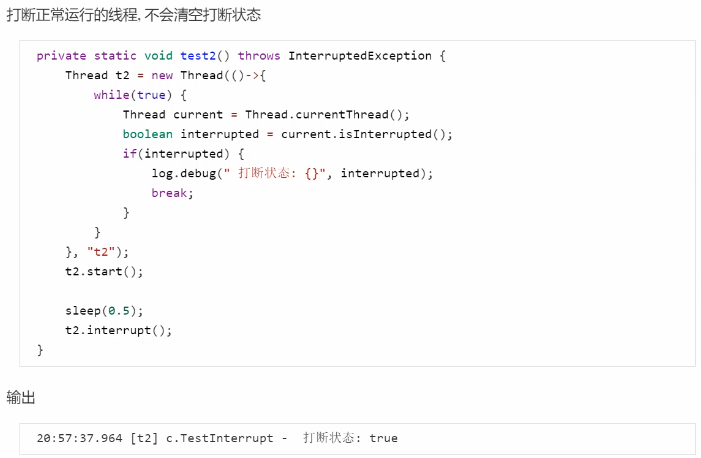 打断正常运行的线程, 不会清空打断状态
private static void test2() throws InterruptedException {
    Thread t2 = new Thread(()->{
        while(true) {
            Thread current = Thread.currentThread();
            boolean interrupted = current.isInterrupted();
            if(interrupted) {
                log.debug(" 打断状态: {}", interrupted);
                break;
            }
        }
    }, "t2");
    t2.start();

    sleep(0.5);
    t2.interrupt();
}
输出
20:57:37.964 [t2] c.TestInterrupt -  打断状态: true